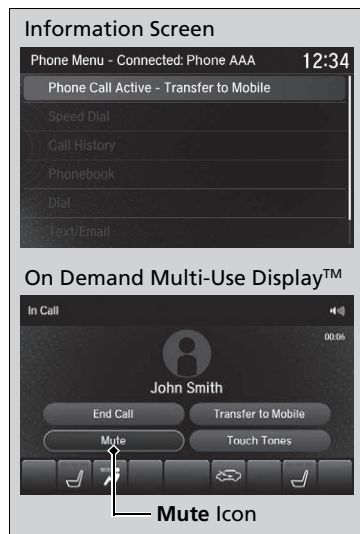 Information Screen
Phone Menu - Connected: Phone AAA 12:34
Phone Call Active - Transfer to Mobile
Speed Dial
Call History
Phonebook
Dial
Text/Email
On Demand Multi-Use Display™
In Call
00:06
John Smith
End Call Transfer to Mobile
Mute Touch Tones
Mute Icon